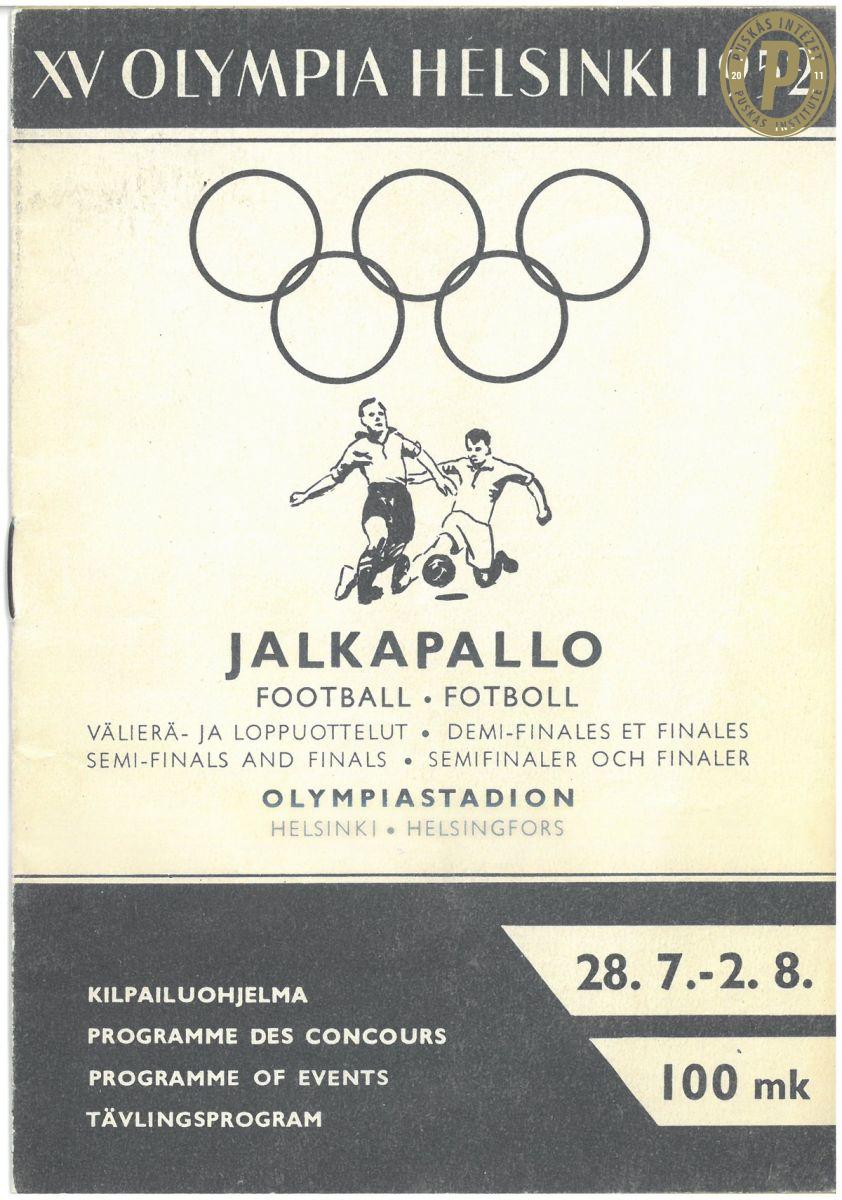 XV OLYMPIA HELSINKI 1952
PUSKÁS INTÉZET
20 P 11
PUSKÁS INSTITUTE
JALKAPALLO
FOOTBALL • FOTBOLL
VÄLIERÄ- JA LOPPUOTTELUT • DEMI-FINALES ET FINALES
SEMI-FINALS AND FINALS • SEMIFINALER OCH FINALER
OLYMPIASTADION
HELSINKI • HELSINGFORS
28. 7.-2. 8.
KILPAILUOHJELMA
PROGRAMME DES CONCOURS
PROGRAMME OF EVENTS
TÄVLINGSPROGRAM
100 mk